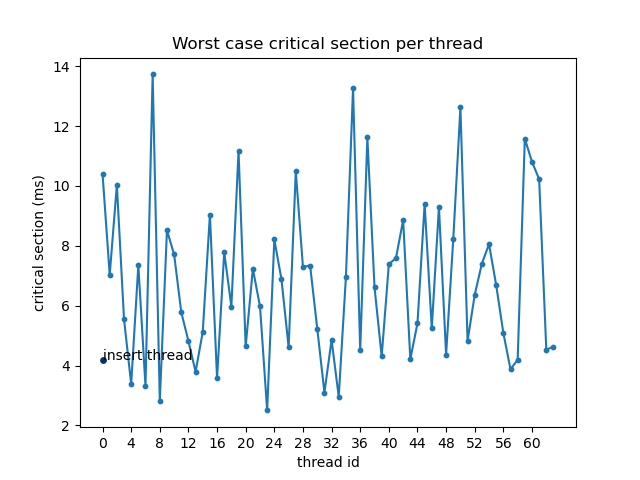 Worst case critical section per thread
critical section (ms)
14
12
10
8
6
4
2
insert thread
0 4 8 12 16 20 24 28 32 36 40 44 48 52 56 60
thread id